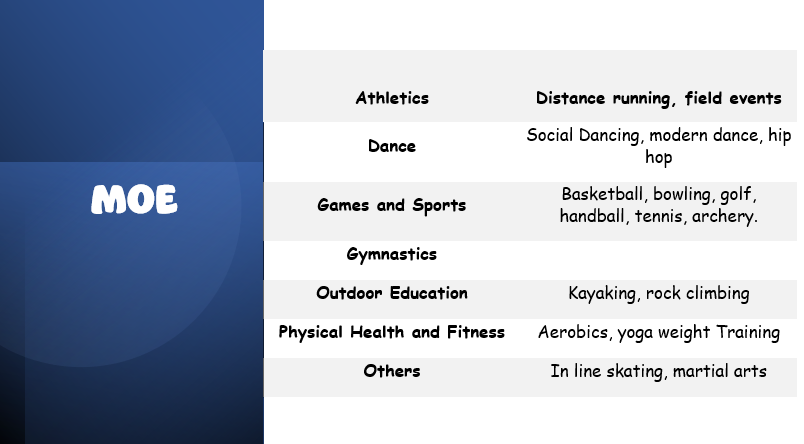 MOE
Athletics
Distance running, field events
Dance
Social Dancing, modern dance, hip
hop
Games and Sports
Basketball, bowling, golf,
handball, tennis, archery.
Gymnastics
Outdoor Education
Kayaking, rock climbing
Physical Health and Fitness
Aerobics, yoga weight Training
Others
In line skating, martial arts